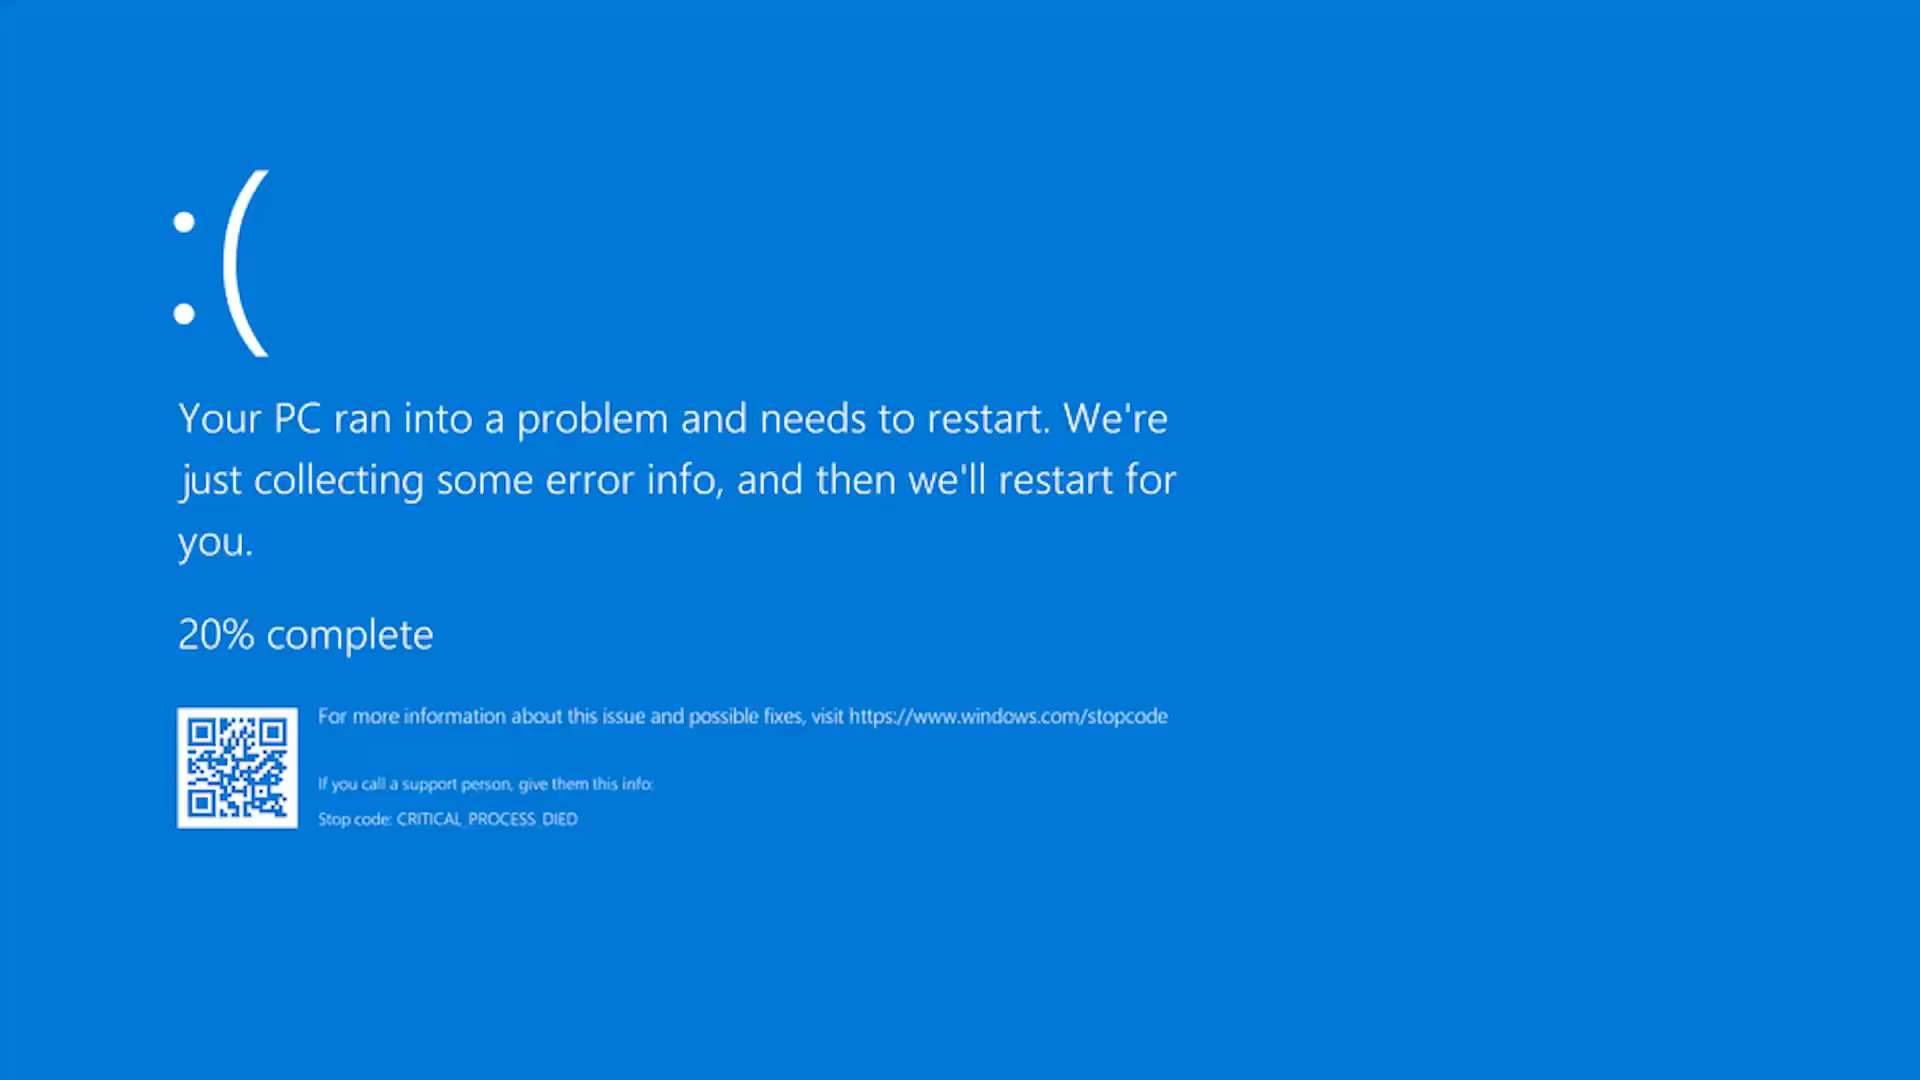 :(
Your PC ran into a problem and needs to restart. We're
just collecting some error info, and then we'll restart for
you.
20% complete
For more information about this issue and possible fixes, visit https://www.windows.com/stopcode
If you call a support person, give them this info:
Stop code: CRITICAL_PROCESS_DIED